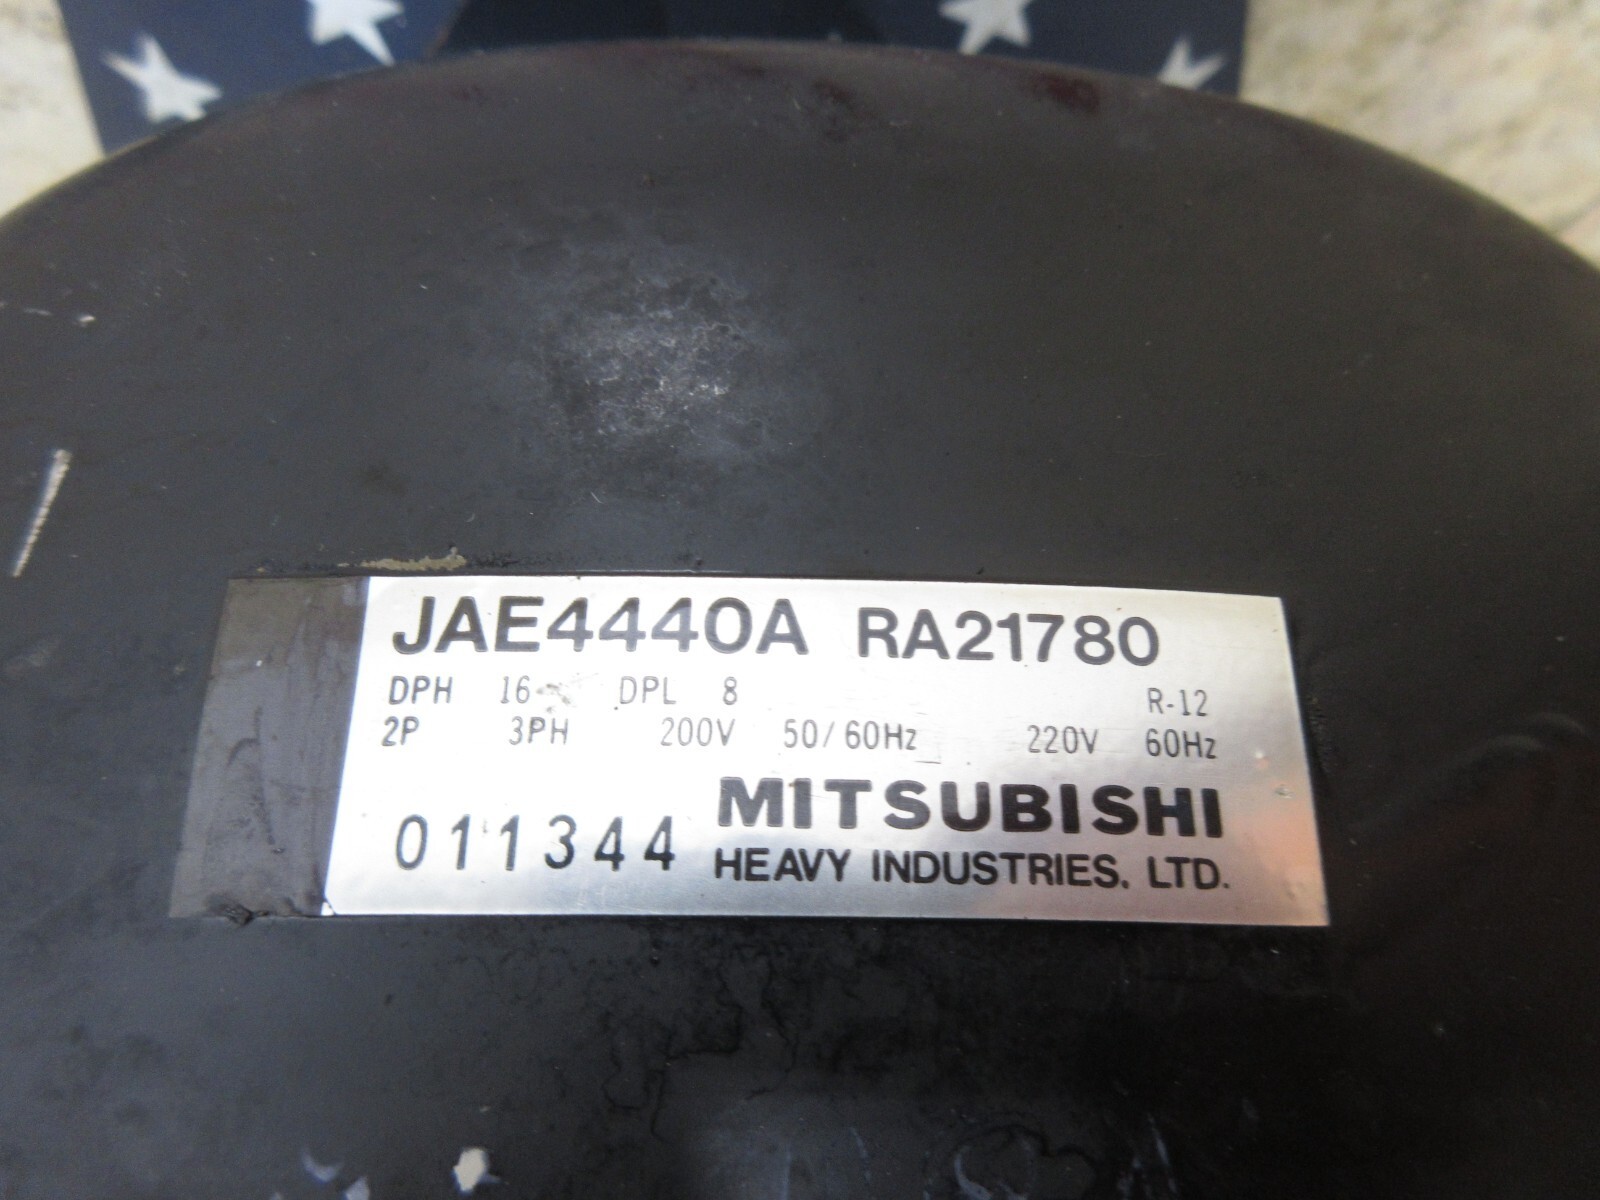 JAE4440A RA21780
DPH 16 DPL 8 R-12
2P 3PH 200V 50/60Hz 220V 60Hz
011344 MITSUBISHI
HEAVY INDUSTRIES, LTD.